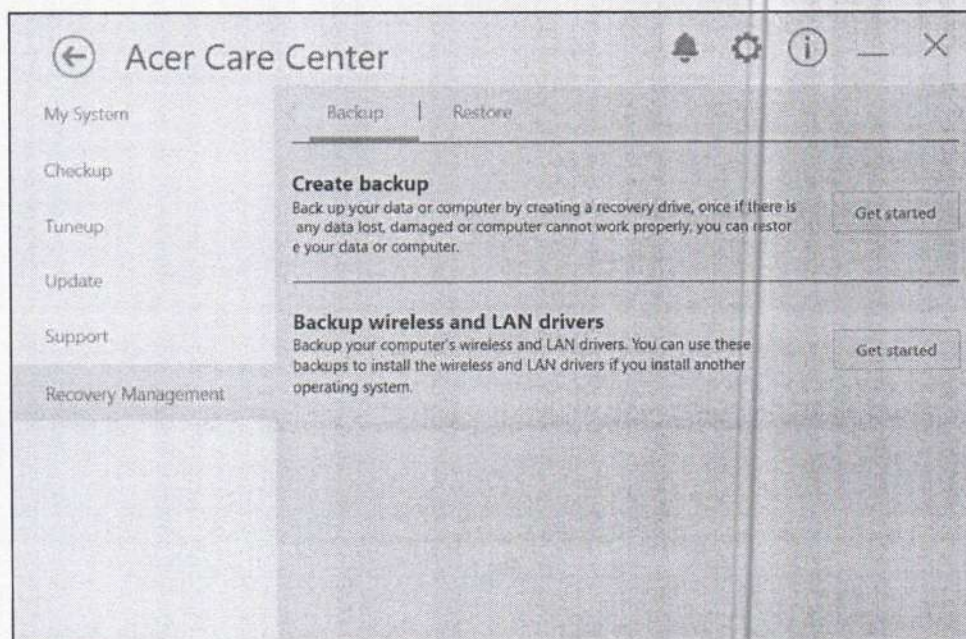 Acer Care Center
My System
Checkup
Tuneup
Update
Support
Recovery Management
Backup | Restore
Create backup
Back up your data or computer by creating a recovery drive, once if there is
any data lost, damaged or computer cannot work properly, you can restor
e your data or computer.
Get started
Backup wireless and LAN drivers
Backup your computer's wireless and LAN drivers. You can use these
backups to install the wireless and LAN drivers if you install another
operating system.
Get started